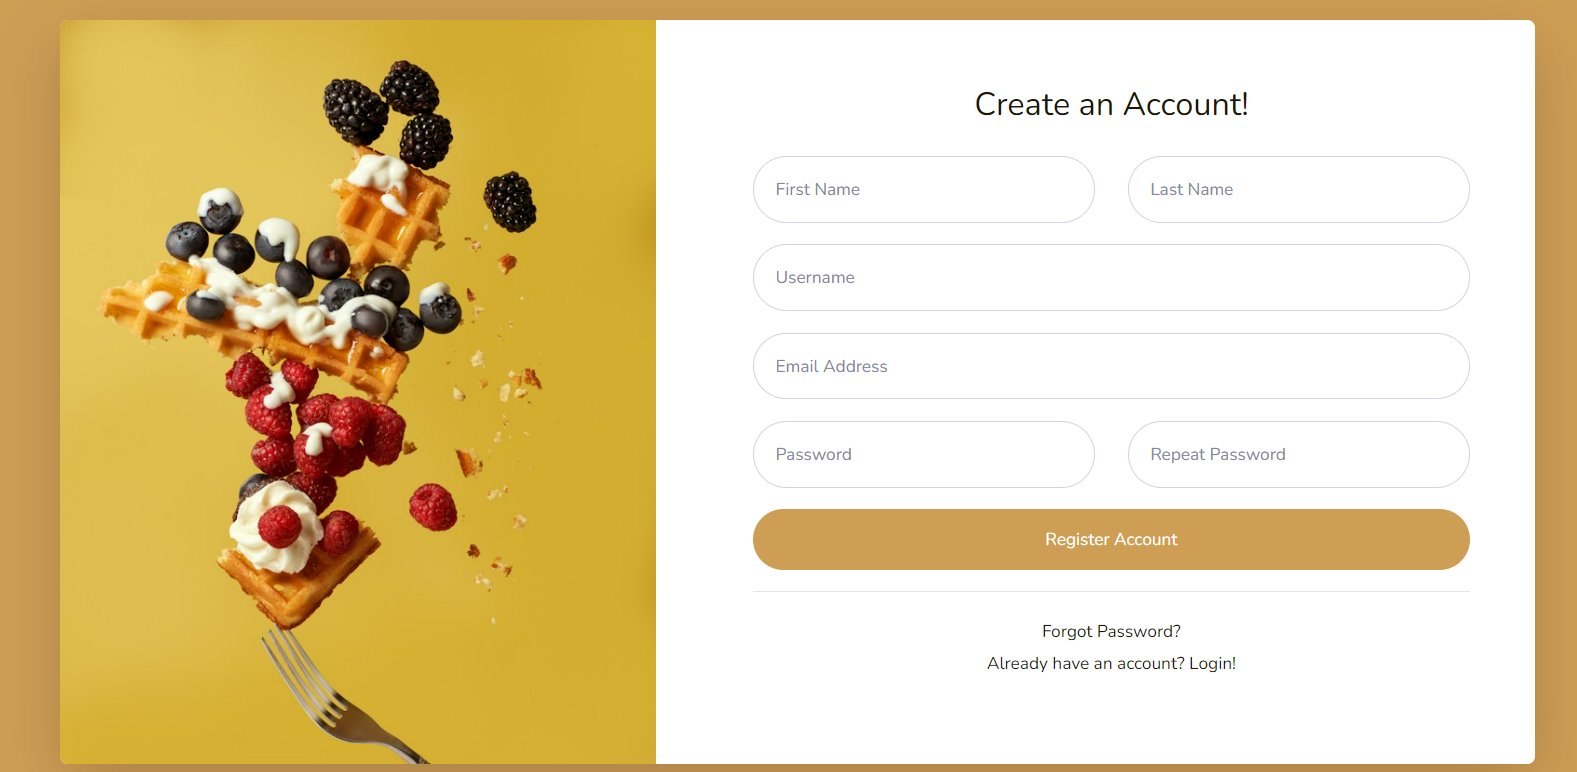 Create an Account!
First Name
Last Name
Username
Email Address
Password
Repeat Password
Register Account
Forgot Password?
Already have an account? Login!